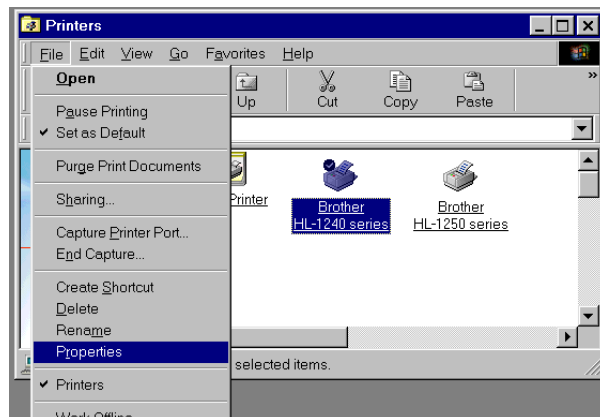 Printers
File Edit View Go Favorites Help
Open
Pause Printing
Set as Default
Purge Print Documents
Sharing...
Capture Printer Port...
End Capture...
Create Shortcut
Delete
Rename
Properties
Printers
Work Offline
Up Cut Copy Paste »
Printer
Brother
HL-1240 series
Brother
HL-1250 series
selected items.